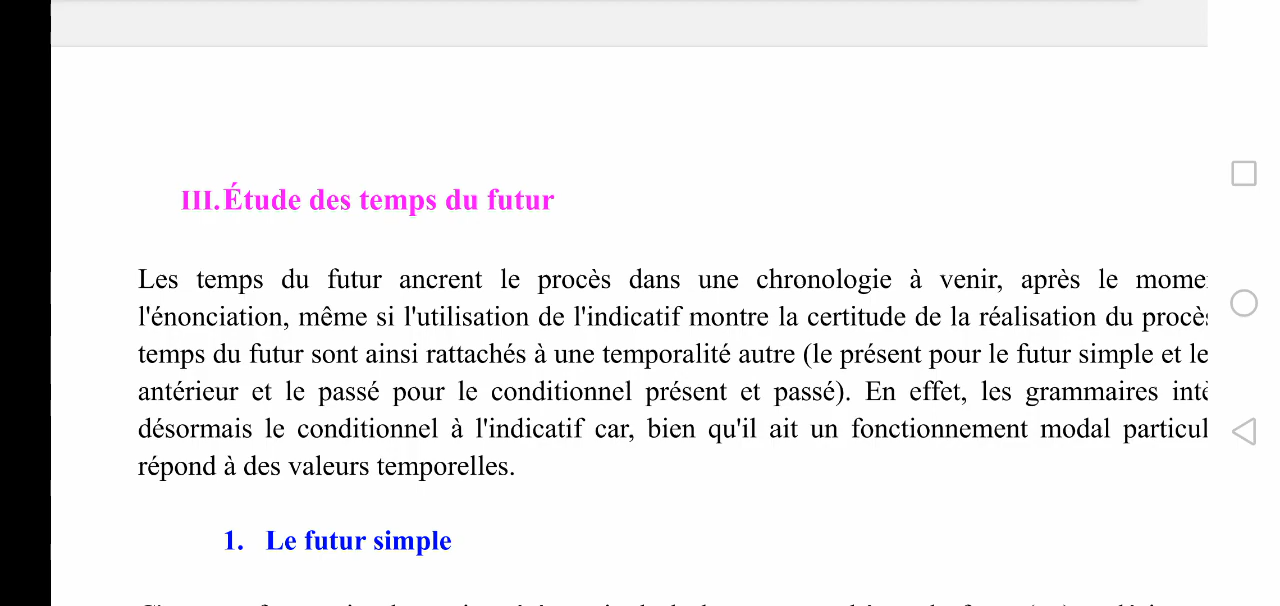 III. Étude des temps du futur
Les temps du futur ancrent le procès dans une chronologie à venir, après le
l'énonciation, même si l'utilisation de l'indicatif montre la certitude de la réalisation du
temps du futur sont ainsi rattachés à une temporalité autre (le présent pour le futur simple et le
antérieur et le passé pour le conditionnel présent et passé). En effet, les grammaires
désormais le conditionnel à l'indicatif car, bien qu'il ait un fonctionnement modal
répond à des valeurs temporelles.
1. Le futur simple